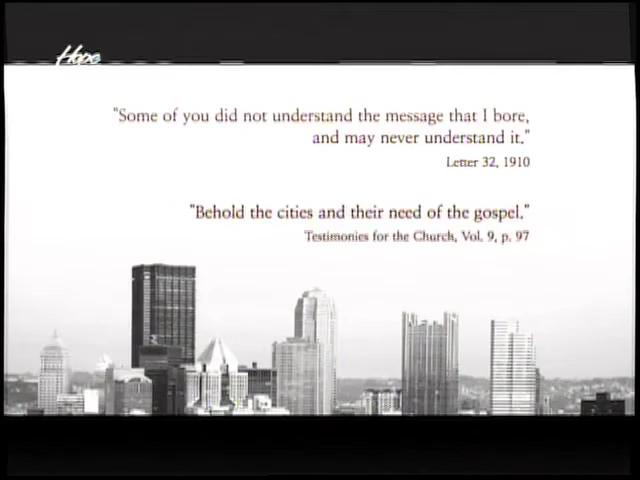 Hope
"Some of you did not understand the message that I bore,
and may never understand it."
Letter 32, 1910
"Behold the cities and their need of the gospel."
Testimonies for the Church, Vol. 9, p. 97